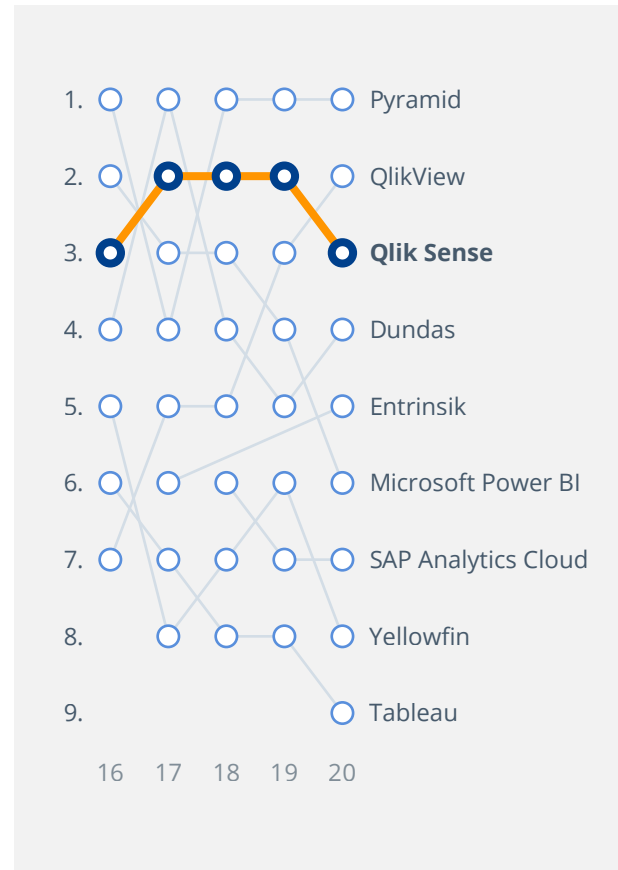 1. Pyramid
2. QlikView
3. Qlik Sense
4. Dundas
5. Entrinsik
6. Microsoft Power BI
7. SAP Analytics Cloud
8. Yellowfin
9. Tableau
16 17 18 19 20